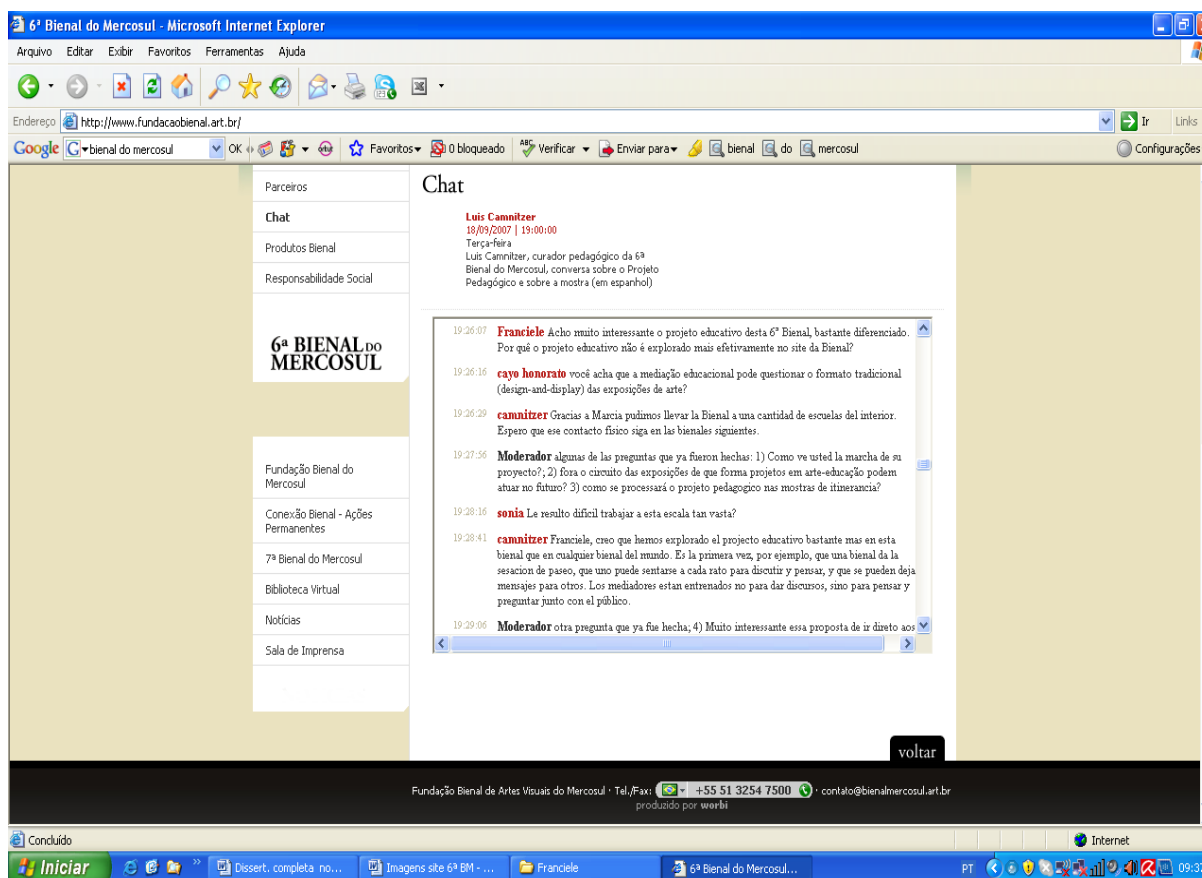 6ª Bienal do Mercosul - Microsoft Internet Explorer
Arquivo Editar Exibir Favoritos Ferramentas Ajuda
Endereço http://www.fundacaobienal.art.br/ Ir Links
Google G bienal do mercosul OK Favoritos 0 bloqueado ABC Verificar Enviar para bienal do mercosul Configurações
Parceiros
Chat
Produtos Bienal
Responsabilidade Social
6ª BIENAL DO
MERCOSUL
Fundação Bienal do
Mercosul
Conexão Bienal - Ações
Permanentes
7ª Bienal do Mercosul
Biblioteca Virtual
Notícias
Sala de Imprensa
Chat
Luis Camnitzer
18/09/2007 | 19:00:00
Terça-feira
Luis Camnitzer, curador pedagógico da 6ª
Bienal do Mercosul, conversa sobre o Projeto
Pedagógico e sobre a mostra (em espanhol)
19:26:07 Franciele Acho muito interessante o projeto educativo desta 6ª Bienal, bastante diferenciado.
Por quê o projeto educativo não é explorado mais efetivamente no site da Bienal?
19:26:16 cayo honorato você acha que a mediação educacional pode questionar o formato tradicional
(design-and-display) das exposições de arte?
19:26:29 camnitzer Gracias a Marcia pudimos llevar la Bienal a una cantidad de escuelas del interior.
Espero que ese contacto físico siga en las bienales siguientes.
19:27:56 Moderador algunas de las preguntas que ya fueron hechas: 1) Como ve usted la marcha de su
proyecto?; 2) fora o circuito das exposições de que forma projetos em arte-educação podem
atuar no futuro? 3) como se processará o projeto pedagogico nas mostras de itinerancia?
19:28:16 sonia Le resulto dificil trabajar a esta escala tan vasta?
19:28:41 camnitzer Franciele, creo que hemos explorado el projecto educativo bastante mas en esta
bienal que en cualquier bienal del mundo. Es la primera vez, por ejemplo, que una bienal da la
sesacion de paseo, que uno puede sentarse a cada rato para discutir y pensar, y que se pueden deja
mensajes para otros. Los mediadores estan entrenados no para dar discursos, sino para pensar y
preguntar junto con el público.
19:29:06 Moderador otra pregunta que ya fue hecha; 4) Muito interessante essa proposta de ir direto aos
voltar
Fundação Bienal de Artes Visuais do Mercosul · Tel./Fax: +55 51 3254 7500 · contato@bienalmercosul.art.br
produzido por worbi
Concluído Internet
Iniciar Dissert. completa no... Imagens site 6ª BM - ... Franciele 6ª Bienal do Mercosul... PT 09:3